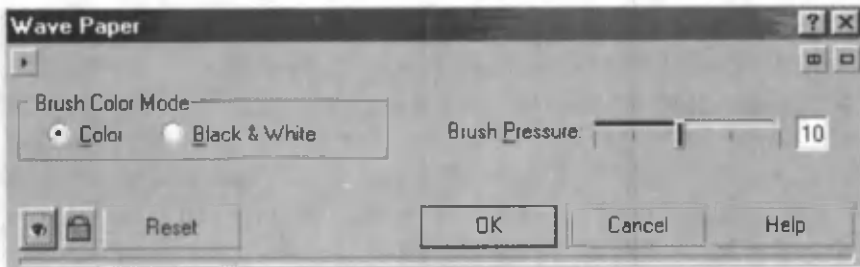 Wave Paper
Brush Color Mode
Color Black & White
Brush Pressure: 10
Reset OK Cancel Help